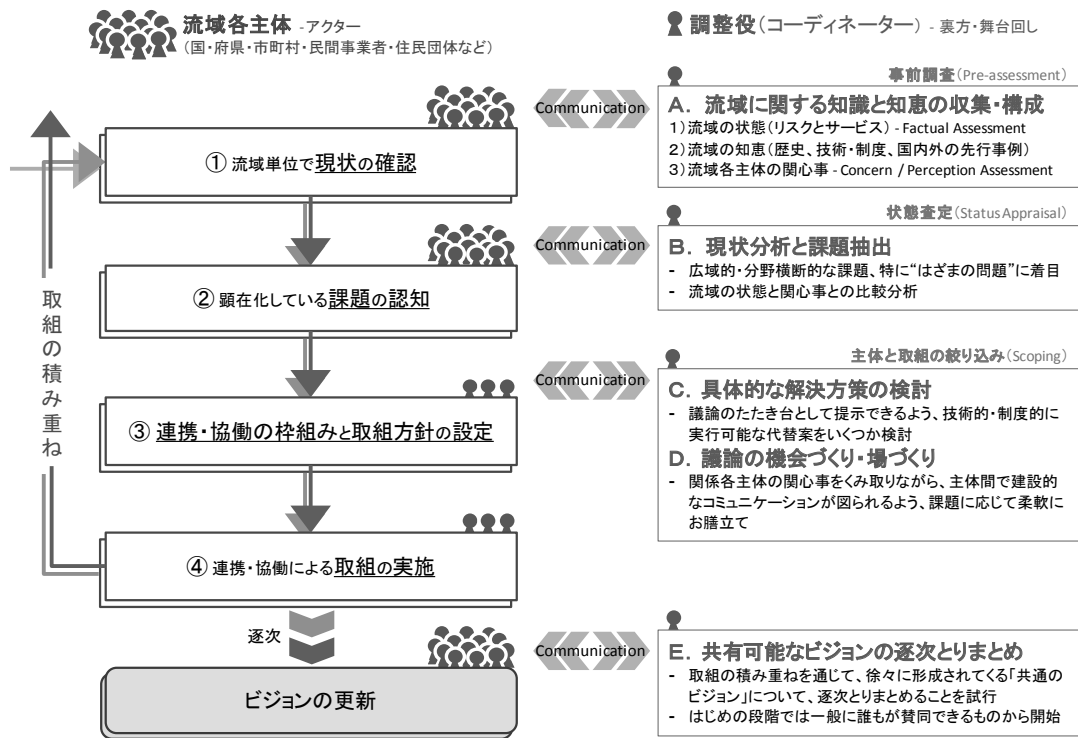 流域各主体 -アクター
(国・府県・市町村・民間事業者・住民団体など)
① 流域単位で現状の確認
② 顕在化している課題の認知
③ 連携・協働の枠組みと取組方針の設定
④ 連携・協働による取組の実施
逐次
ビジョンの更新
取組の積み重ね
Communication
Communication
Communication
Communication
調整役(コーディネーター) - 裏方・舞台回し
事前調査(Pre-assessment)
A. 流域に関する知識と知恵の収集・構成
1)流域の状態(リスクとサービス) - Factual Assessment
2)流域の知恵(歴史、技術・制度、国内外の先行事例)
3)流域各主体の関心事 - Concern / Perception Assessment
状態査定(Status Appraisal)
B. 現状分析と課題抽出
- 広域的・分野横断的な課題、特に“はざまの問題”に着目
- 流域の状態と関心事との比較分析
主体と取組の絞り込み(Scoping)
C. 具体的な解決方策の検討
- 議論のたたき台として提示できるよう、技術的・制度的に
実行可能な代替案をいくつか検討
D. 議論の機会づくり・場づくり
- 関係各主体の関心事をくみ取りながら、主体間で建設的
なコミュニケーションが図られるよう、課題に応じて柔軟に
お膳立て
E. 共有可能なビジョンの逐次とりまとめ
- 取組の積み重ねを通じて、徐々に形成されてくる「共通の
ビジョン」について、逐次とりまとめることを試行
- はじめの段階では一般に誰もが賛同できるものから開始